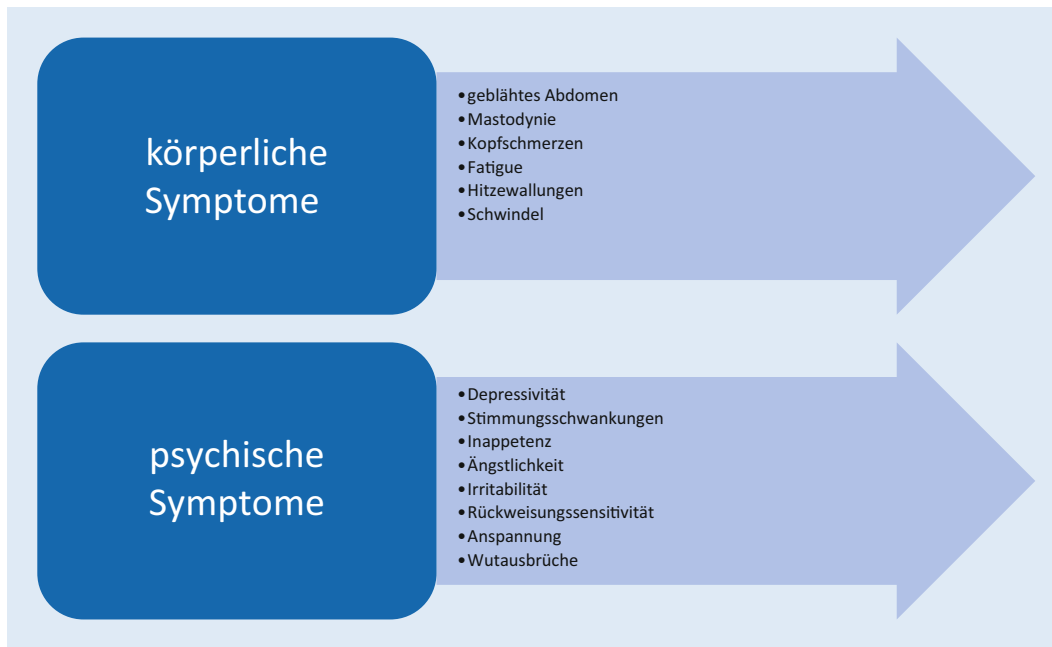 körperliche
Symptome
•geblähtes Abdomen
•Mastodynie
•Kopfschmerzen
•Fatigue
•Hitzewallungen
•Schwindel
psychische
Symptome
•Depressivität
•Stimmungsschwankungen
•Inappetenz
•Ängstlichkeit
•Irritabilität
•Rückweisungssensitivität
•Anspannung
•Wutausbrüche